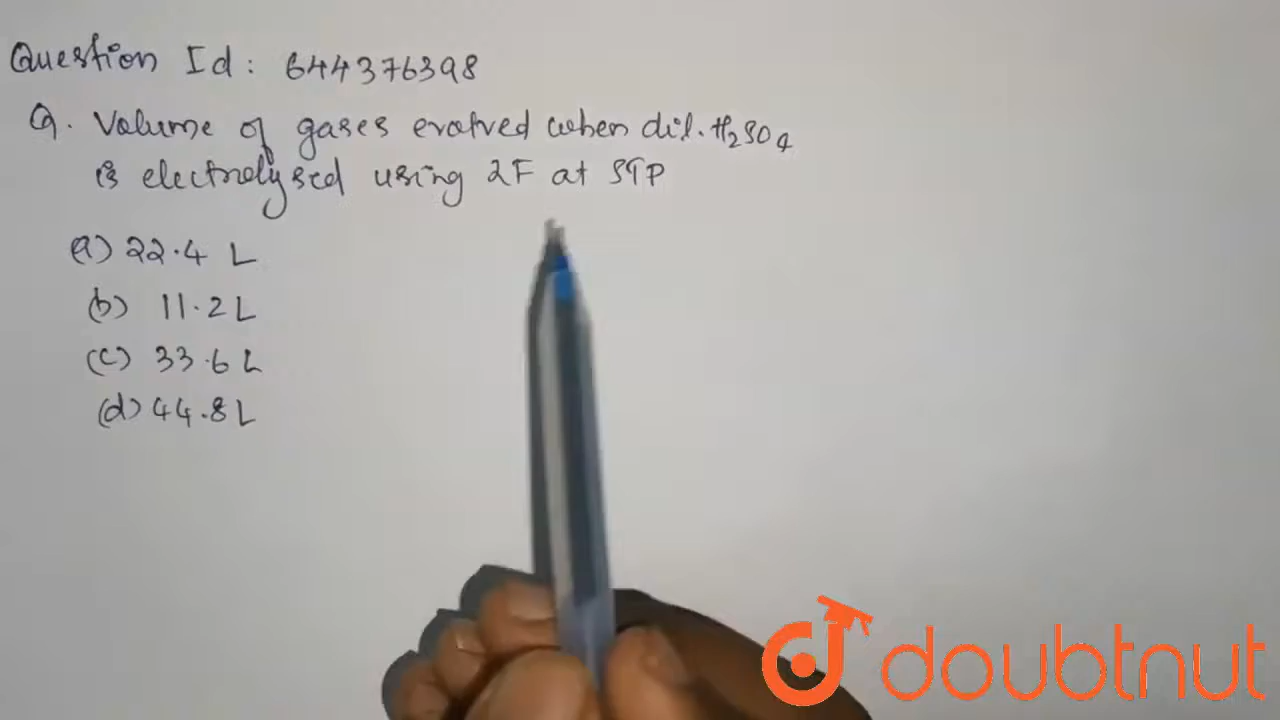 Question Id: 644376398
Q. Volume of gases evolved when dil. H₂SO₄
is electrolysed using 2F at STP
(a) 22.4 L
(b) 11.2 L
(c) 33.6 L
(d) 44.8 L
doubtnut